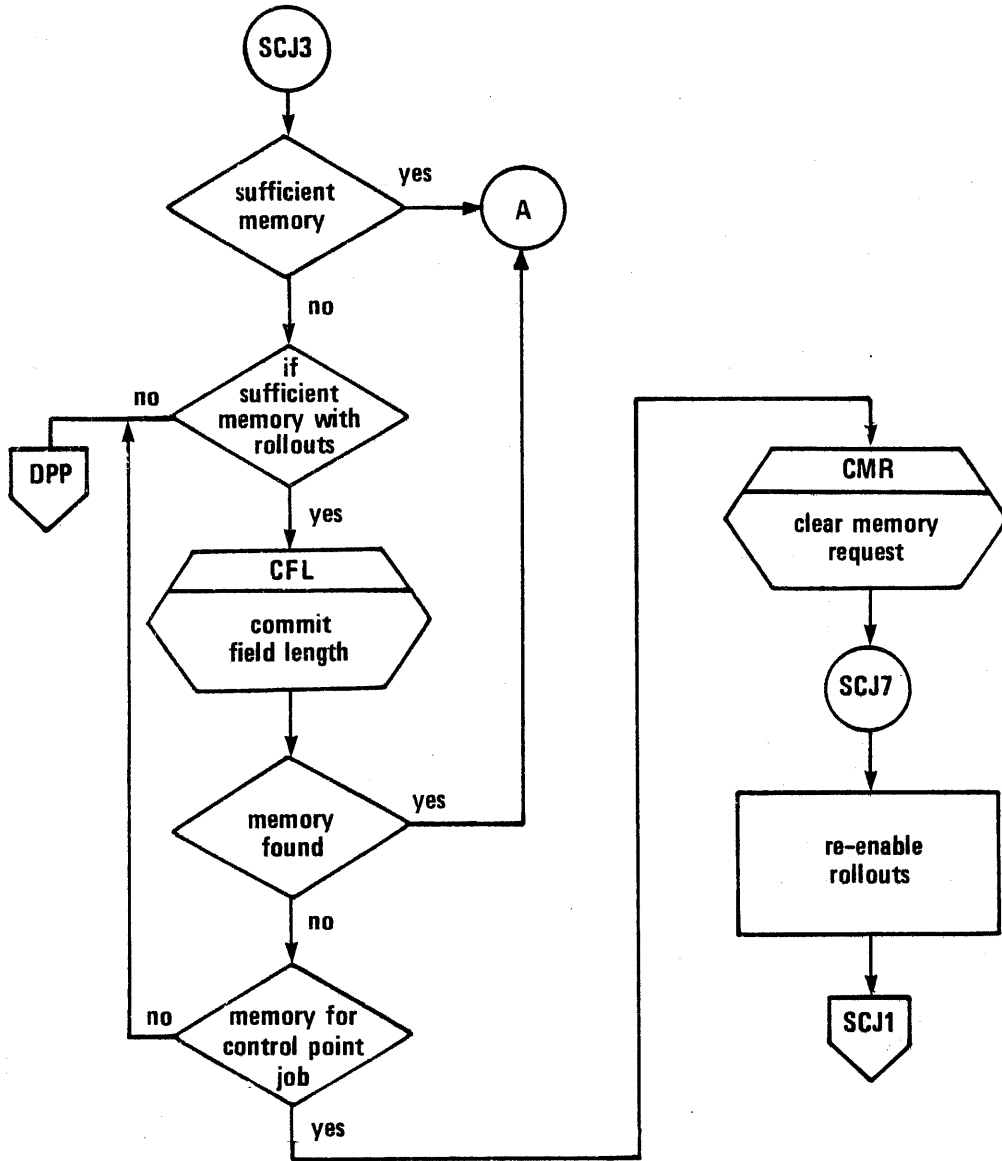 SCJ3
sufficient
memory
yes
A
no
if
sufficient
memory with
rollouts
no
DPP
yes
CFL
commit
field length
memory
found
yes
no
memory for
control point
job
no
yes
CMR
clear memory
request
SCJ7
re-enable
rollouts
SCJ1